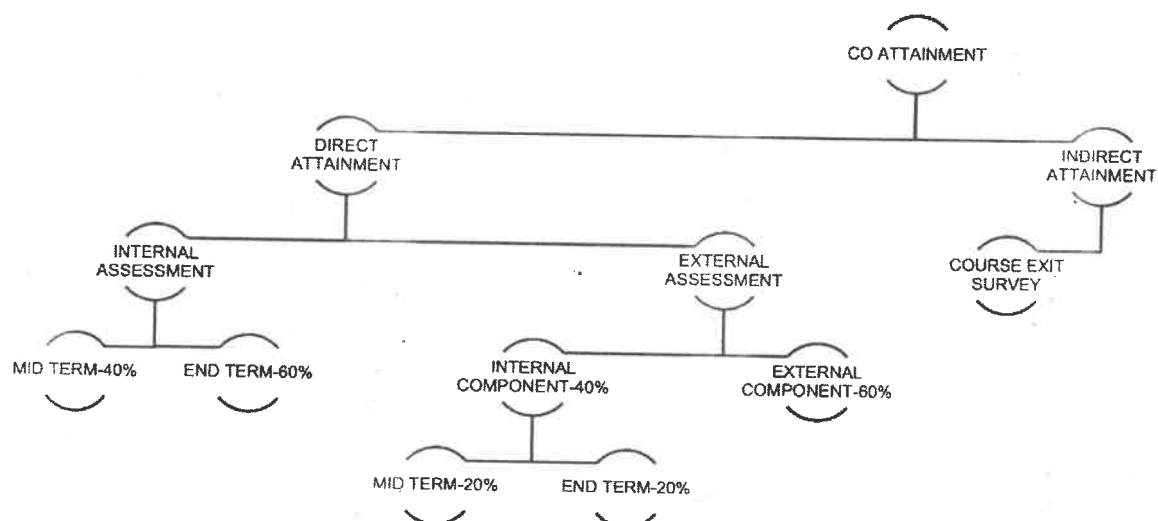 CO ATTAINMENT
DIRECT
ATTAINMENT
INDIRECT
ATTAINMENT
INTERNAL
ASSESSMENT
EXTERNAL
ASSESSMENT
COURSE EXIT
SURVEY
MID TERM-40%
END TERM-60%
INTERNAL
COMPONENT-40%
EXTERNAL
COMPONENT-60%
MID TERM-20%
END TERM-20%